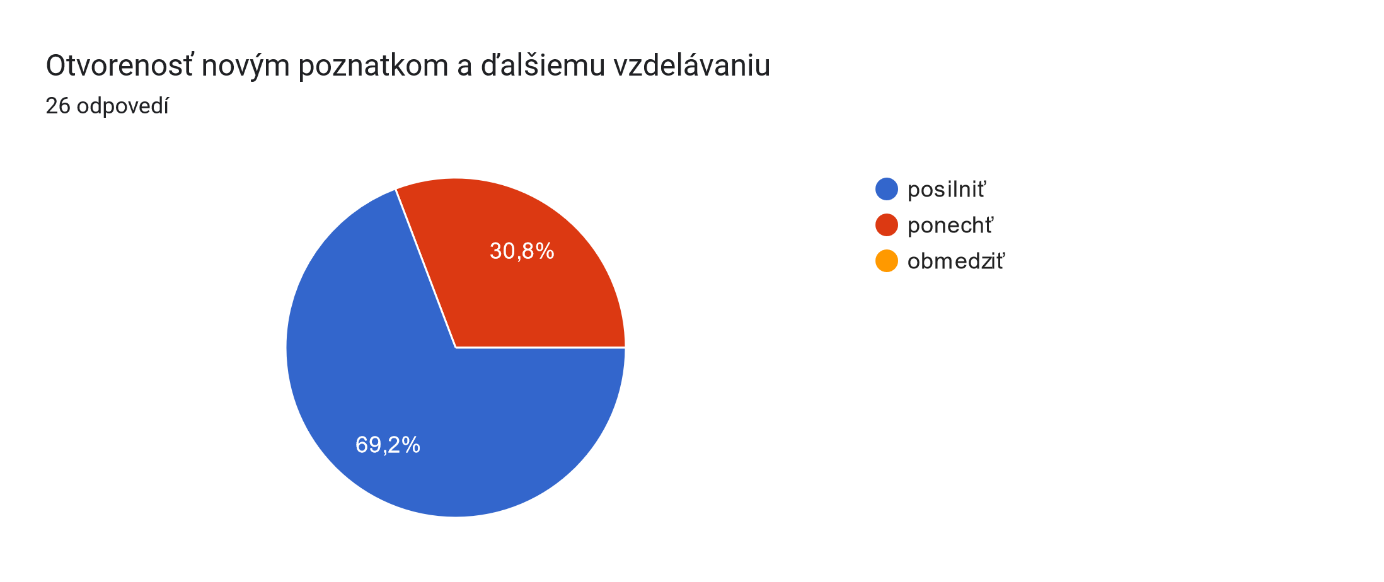 Otvorenosť novým poznatkom a ďalšiemu vzdelávaniu
26 odpovedí
posilniť
ponechť
obmedziť
30,8%
69,2%